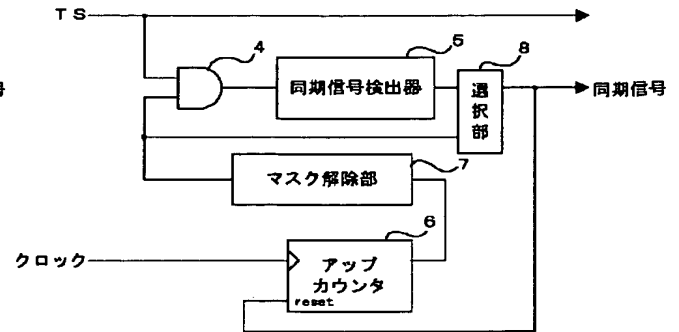 TS
4
5
8
号
同期信号検出器
選択部
同期信号
7
マスク解除部
6
クロック
アップ
カウンタ
reset